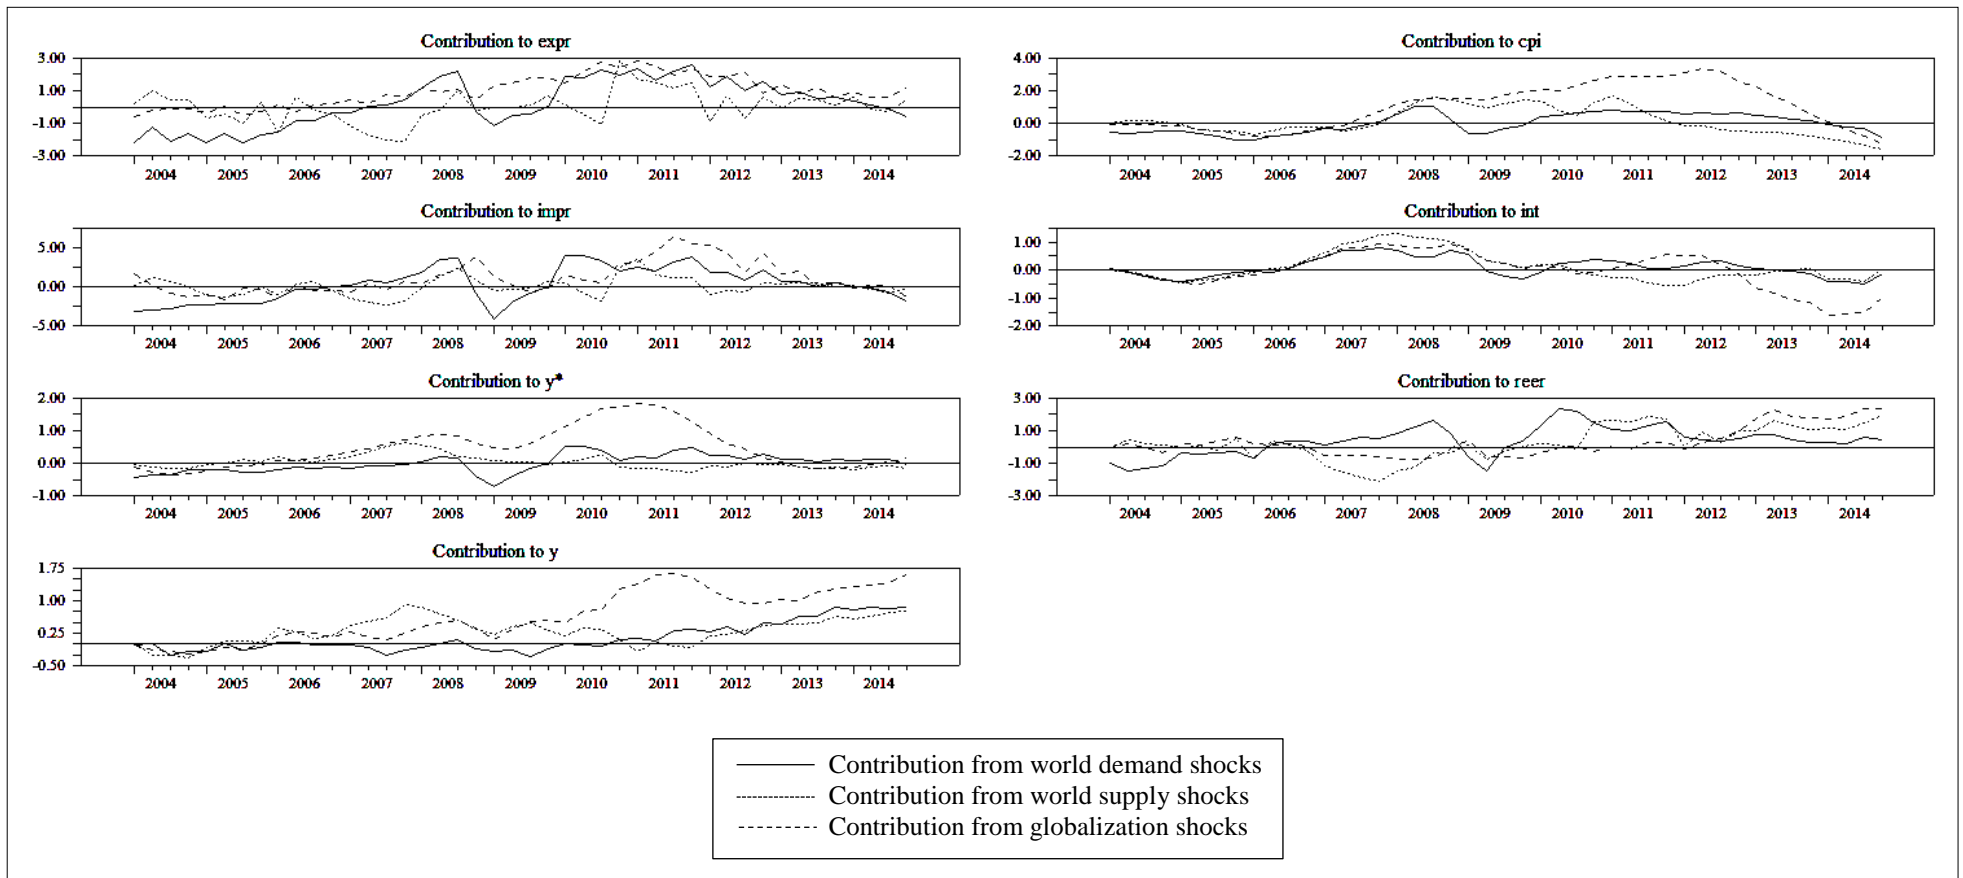 Contribution to expr
3.00
1.00
-1.00
-3.00
2004 2005 2006 2007 2008 2009 2010 2011 2012 2013 2014
Contribution to impr
5.00
0.00
-5.00
2004 2005 2006 2007 2008 2009 2010 2011 2012 2013 2014
Contribution to y*
2.00
1.00
0.00
-1.00
2004 2005 2006 2007 2008 2009 2010 2011 2012 2013 2014
Contribution to y
1.75
1.00
0.25
-0.50
2004 2005 2006 2007 2008 2009 2010 2011 2012 2013 2014
Contribution to cpi
4.00
2.00
0.00
-2.00
2004 2005 2006 2007 2008 2009 2010 2011 2012 2013 2014
Contribution to int
1.00
0.00
-1.00
-2.00
2004 2005 2006 2007 2008 2009 2010 2011 2012 2013 2014
Contribution to reer
3.00
1.00
-1.00
-3.00
2004 2005 2006 2007 2008 2009 2010 2011 2012 2013 2014
Contribution from world demand shocks
Contribution from world supply shocks
Contribution from globalization shocks